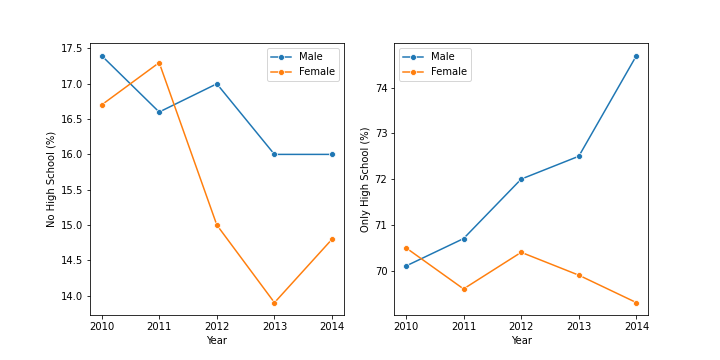 17.5
17.0
16.5
16.0
15.5
15.0
14.5
14.0
No High School (%)
2010 2011 2012 2013 2014
Year
Male
Female
74
73
72
71
70
Only High School (%)
2010 2011 2012 2013 2014
Year
Male
Female